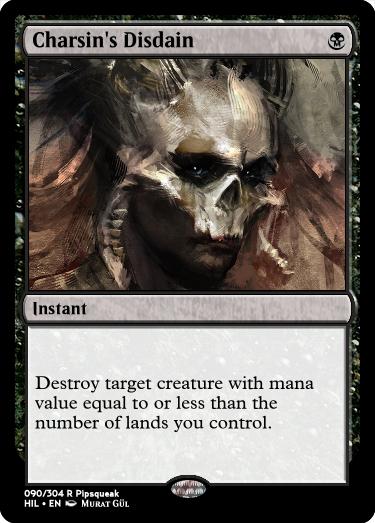 Charsin's Disdain
Instant
Destroy target creature with mana
value equal to or less than the
number of lands you control.
090/304 R Pipsqueak
HIL • EN Murat Gül